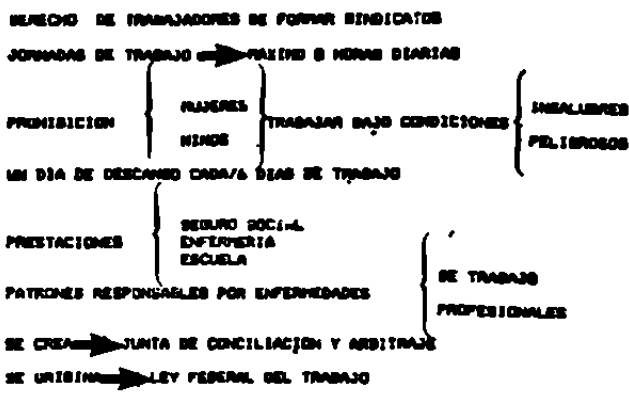 DERECHO DE TRABAJADORES DE FORMAR SINDICATOS
JORNADAS DE TRABAJO MAXIMO 8 HORAS DIARIAS
PROHIBICION
MUJERES
NINOS
TRABAJAR BAJO CONDICIONES
INSALUBRES
PELIGROSOS
UN DIA DE DESCANSO CADA/6 DIAS DE TRABAJO
PRESTACIONES
SEGURO SOCIAL
ENFERMERIA
ESCUELA
PATRONES RESPONSABLES POR ENFERMEDADES
DE TRABAJO
PROFESIONALES
SE CREA JUNTA DE CONCILIACION Y ARBITRAJE
SE ORIGINA LEY FEDERAL DEL TRABAJO